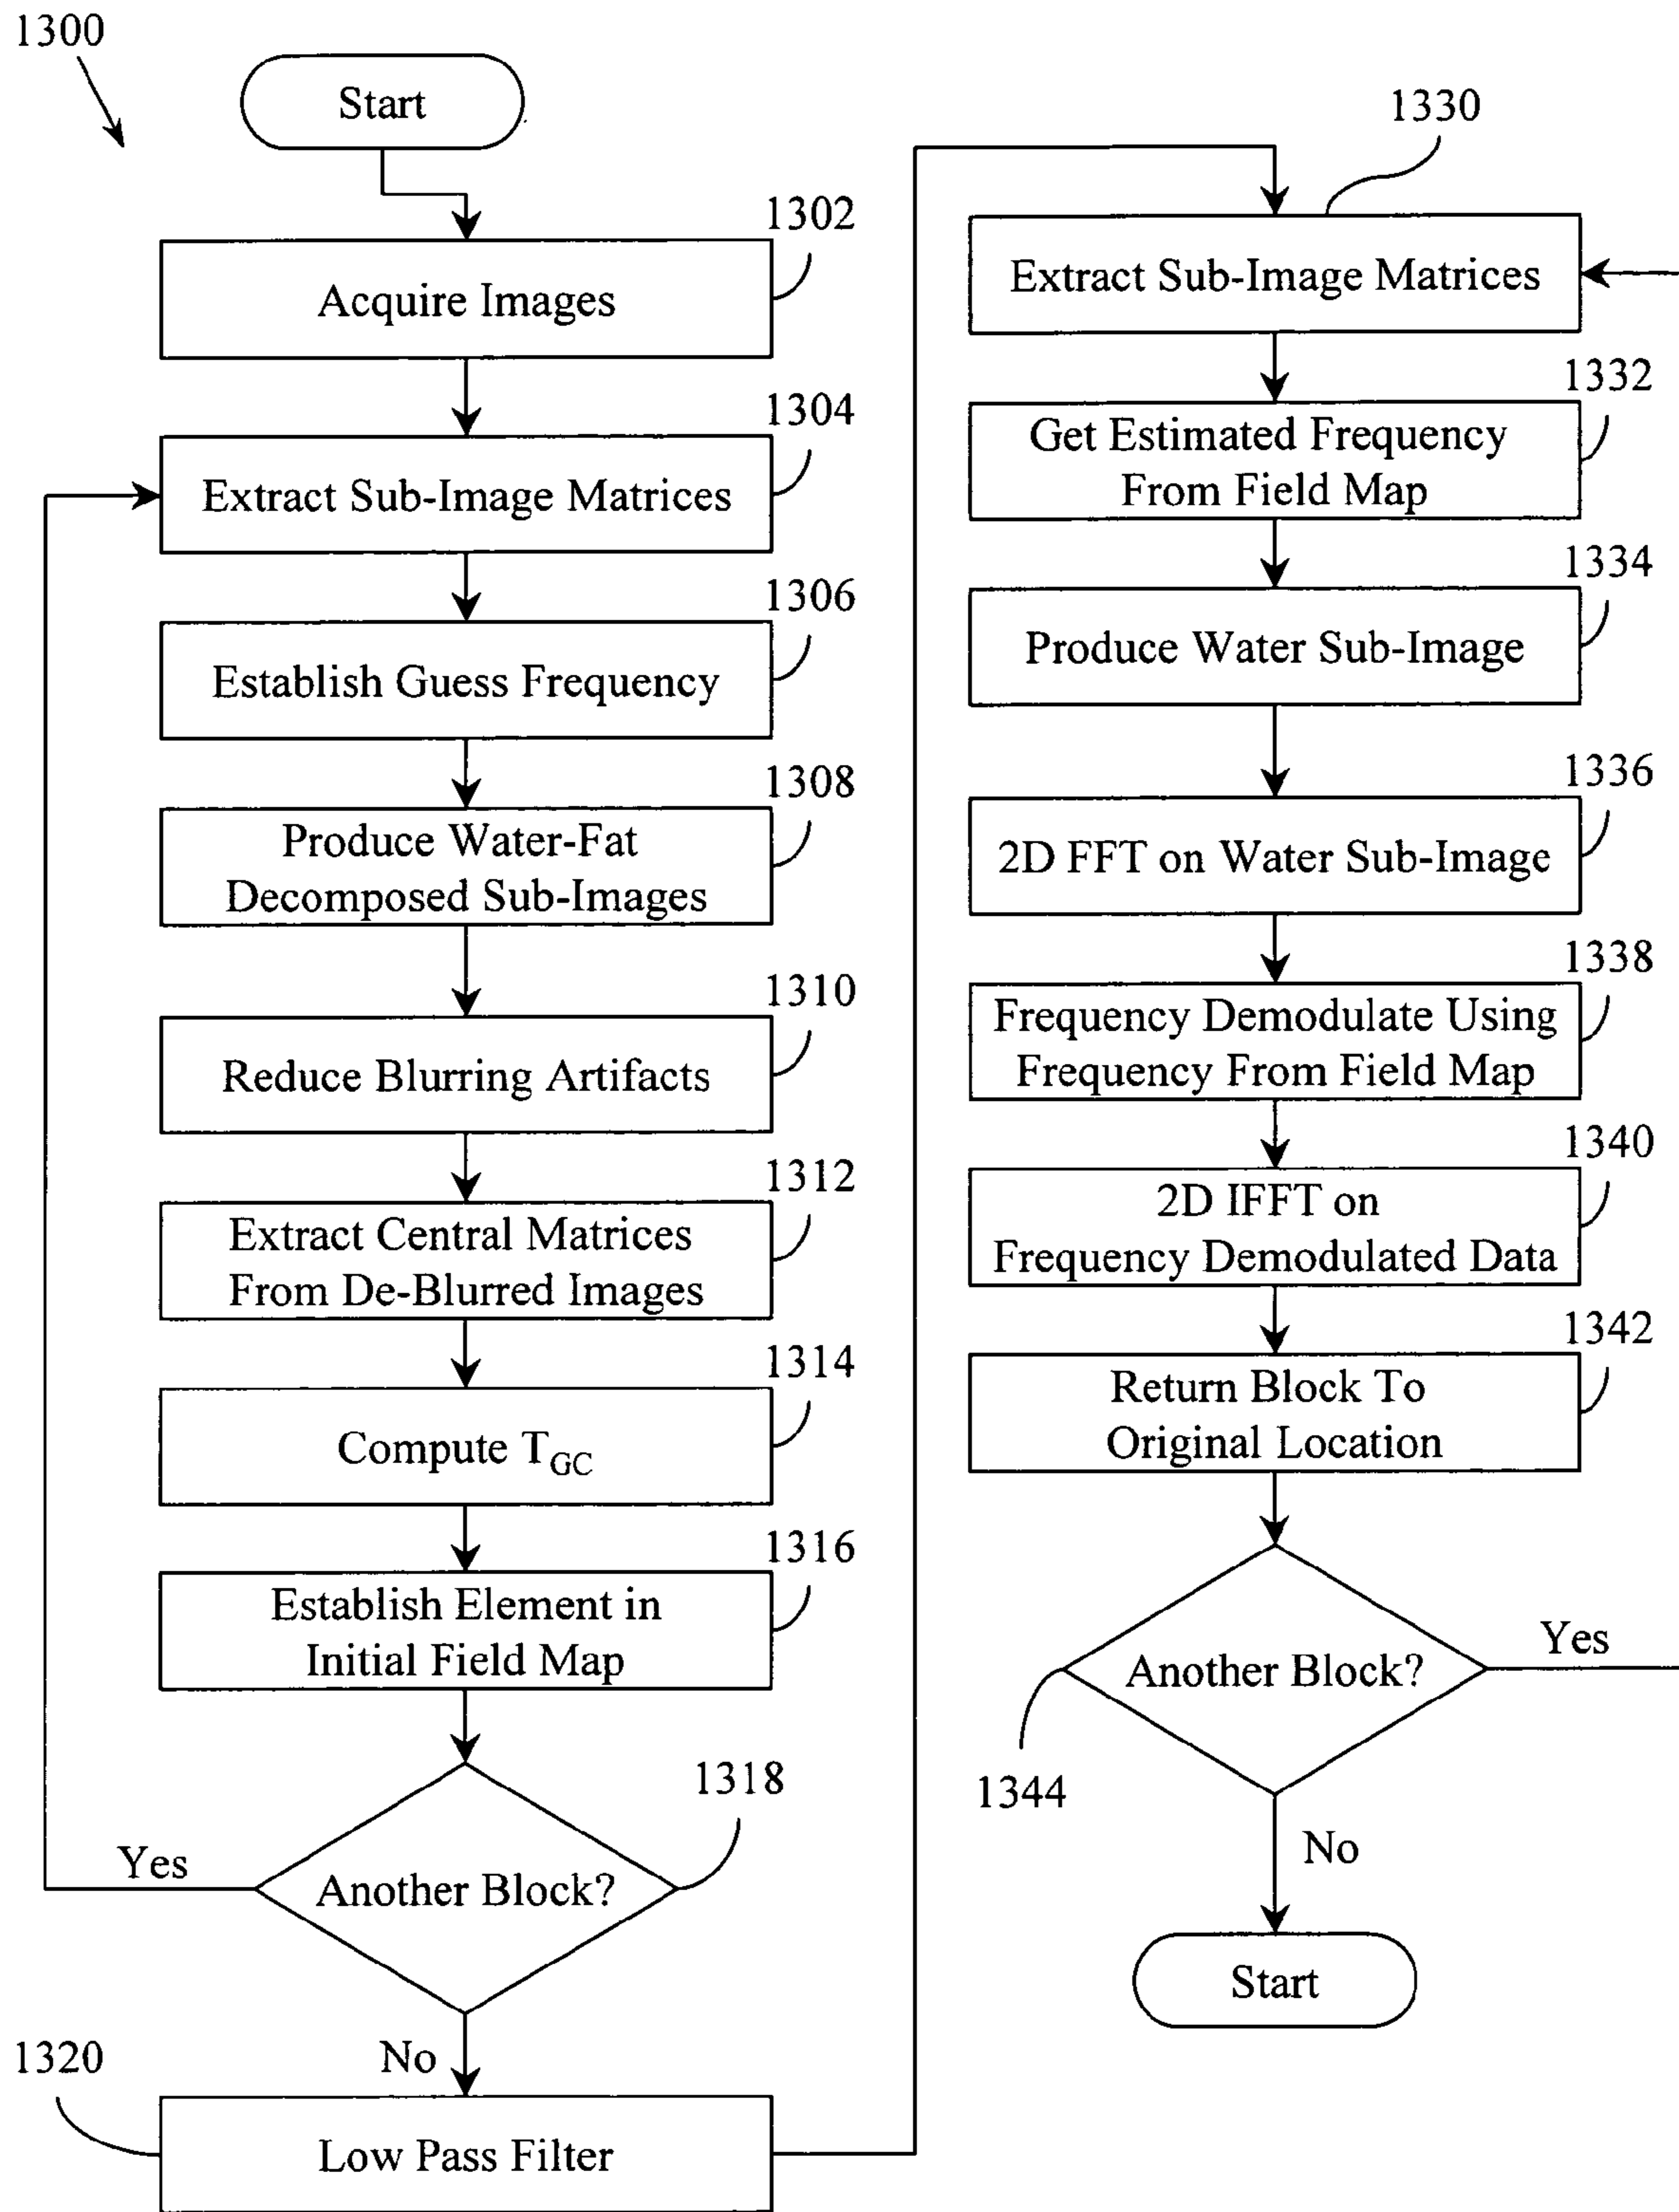 1300
Start
1302
Acquire Images
1304
Extract Sub-Image Matrices
1306
Establish Guess Frequency
1308
Produce Water-Fat
Decomposed Sub-Images
1310
Reduce Blurring Artifacts
1312
Extract Central Matrices
From De-Blurred Images
1314
Compute T_GC
1316
Establish Element in
Initial Field Map
1318
Another Block?
Yes
No
1320
Low Pass Filter
1330
Extract Sub-Image Matrices
1332
Get Estimated Frequency
From Field Map
1334
Produce Water Sub-Image
1336
2D FFT on Water Sub-Image
1338
Frequency Demodulate Using
Frequency From Field Map
1340
2D IFFT on
Frequency Demodulated Data
1342
Return Block To
Original Location
Another Block?
Yes
1344
No
Start